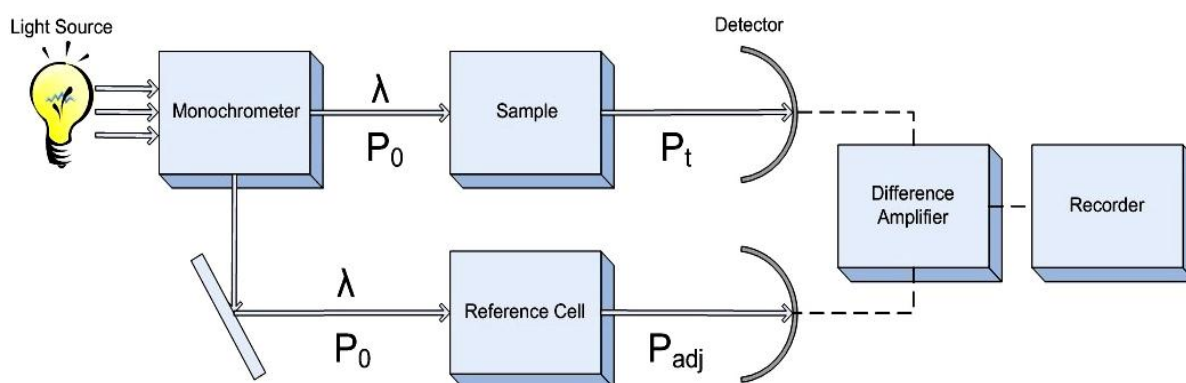 Light Source
Detector
Monochrometer
λ
P0
Sample
Pt
Difference
Amplifier
Recorder
λ
P0
Reference Cell
Padj